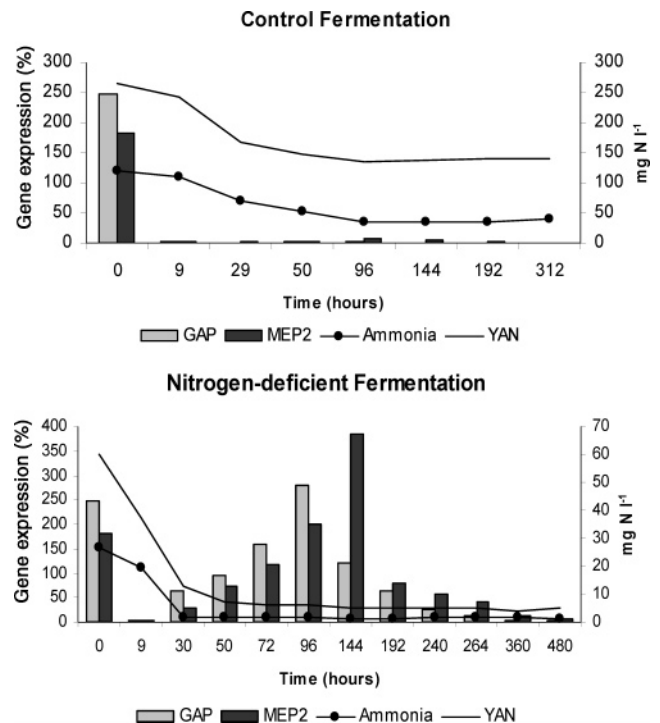 Control Fermentation
Gene expression (%)
300
250
200
150
100
50
0
300
250
200
150
100
50
0
mg N l-1
0 9 29 50 96 144 192 312
Time (hours)
GAP MEP2 Ammonia YAN
Nitrogen-deficient Fermentation
Gene expression (%)
400
350
300
250
200
150
100
50
0
70
60
50
40
30
20
10
0
mg N l-1
0 9 30 50 72 96 144 192 240 264 360 480
Time (hours)
GAP MEP2 Ammonia YAN